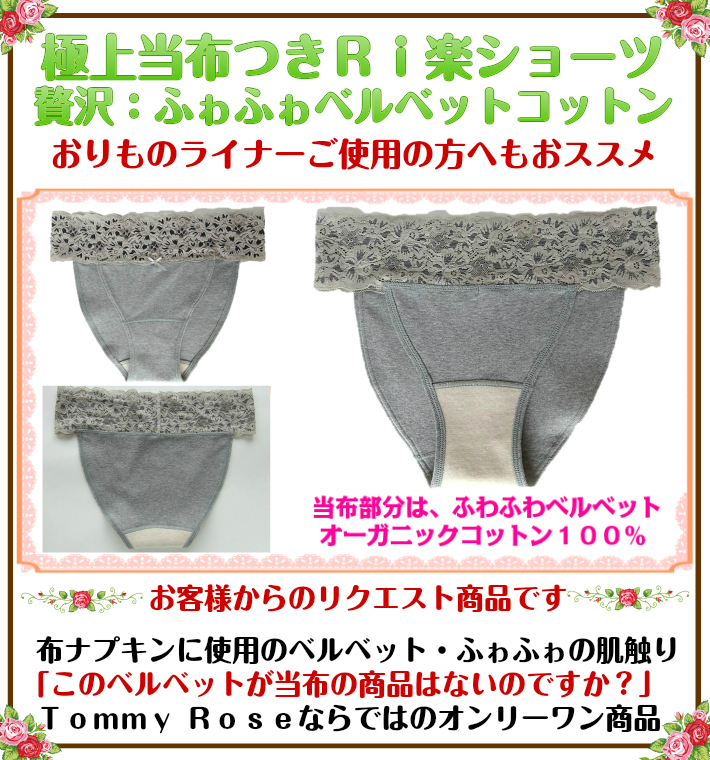 極上当布つきＲｉ楽ショーツ
贅沢：ふゎふゎベルベットコットン
おりものライナーご使用の方へもおススメ
当布部分は、ふわふわベルベット
オーガニックコットン１００％
お客様からのリクエスト商品です
布ナプキンに使用のベルベット・ふゎふゎの肌触り
「このベルベットが当布の商品はないのですか？」
Ｔｏｍｍｙ Ｒｏｓｅならではのオンリーワン商品